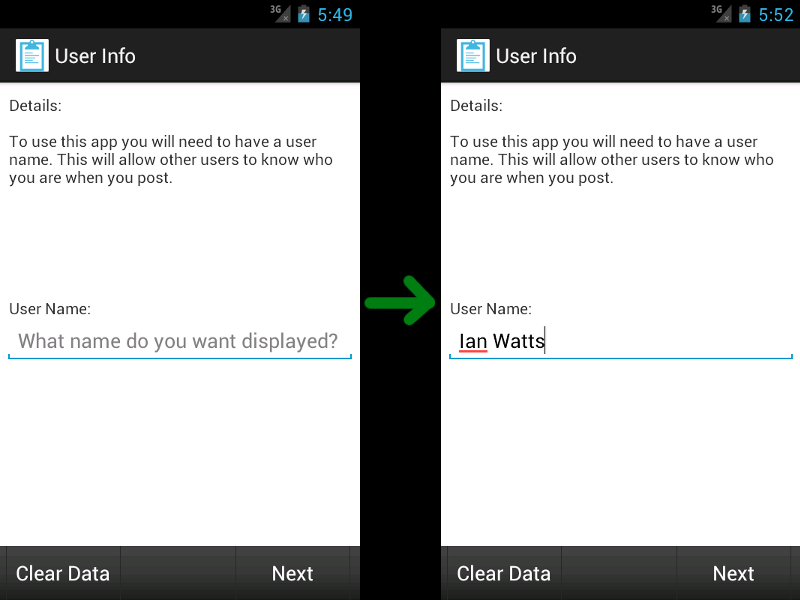 3G 5:49
User Info
Details:
To use this app you will need to have a user
name. This will allow other users to know who
you are when you post.
User Name:
What name do you want displayed?
Clear Data Next
3G 5:52
User Info
Details:
To use this app you will need to have a user
name. This will allow other users to know who
you are when you post.
User Name:
Ian Watts
Clear Data Next